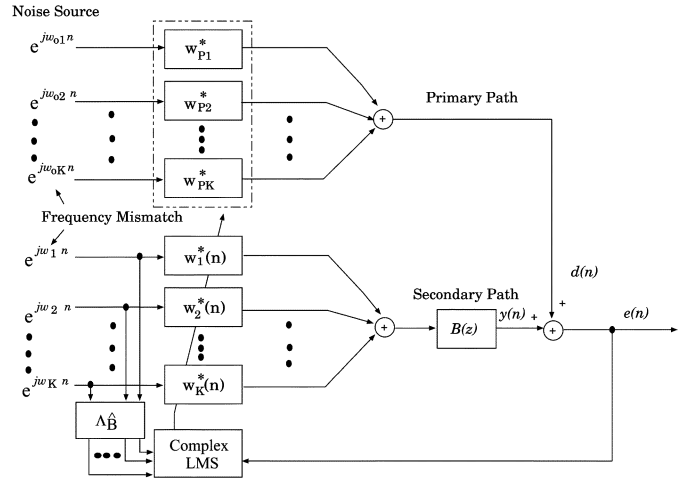 Noise Source
e^{jw_{o1} n}
w*_{P1}
e^{jw_{o2} n}
w*_{P2}
Primary Path
e^{jw_{oK} n}
w*_{PK}
Frequency Mismatch
e^{jw_1 n}
w*_1(n)
d(n)
Secondary Path
e^{jw_2 n}
w*_2(n)
+
+
+
y(n) +
+
e(n)
B(z)
e^{jw_K n}
w*_K(n)
Λ_{B̂}
Complex
LMS